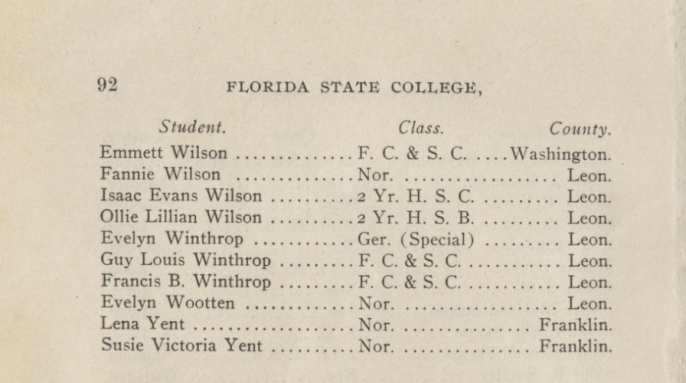 92 FLORIDA STATE COLLEGE,
Student. Class. County.
Emmett Wilson .............. F. C. & S. C. .....Washington.
Fannie Wilson ................ Nor. .................... Leon.
Isaac Evans Wilson ..........2 Yr. H. S. C. .......... Leon.
Ollie Lillian Wilson ..........2 Yr. H. S. B. .......... Leon.
Evelyn Winthrop ............ Ger. (Special) .......... Leon.
Guy Louis Winthrop ......... F. C. & S. C. ............ Leon.
Francis B. Winthrop ......... F. C. & S. C. ............ Leon.
Evelyn Wootten ............. Nor. .................... Leon.
Lena Yent ................... Nor. ................ Franklin.
Susie Victoria Yent .......... Nor. ................ Franklin.